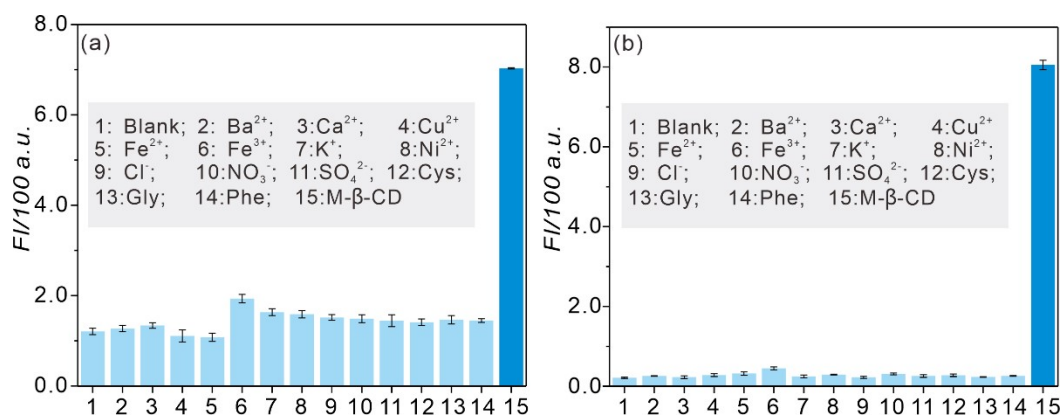 (a)
FI/100 a.u.
8.0
6.0
4.0
2.0
0.0
1: Blank; 2: Ba²⁺; 3:Ca²⁺; 4:Cu²⁺
5: Fe²⁺; 6: Fe³⁺; 7:K⁺; 8:Ni²⁺;
9: Cl⁻; 10:NO₃⁻; 11:SO₄²⁻; 12:Cys;
13:Gly; 14:Phe; 15:M-β-CD
1 2 3 4 5 6 7 8 9 10 11 12 13 14 15
(b)
FI/100 a.u.
8.0
6.0
4.0
2.0
0.0
1: Blank; 2: Ba²⁺; 3:Ca²⁺; 4:Cu²⁺
5: Fe²⁺; 6: Fe³⁺; 7:K⁺; 8:Ni²⁺;
9: Cl⁻; 10:NO₃⁻; 11:SO₄²⁻; 12:Cys;
13:Gly; 14:Phe; 15:M-β-CD
1 2 3 4 5 6 7 8 9 10 11 12 13 14 15